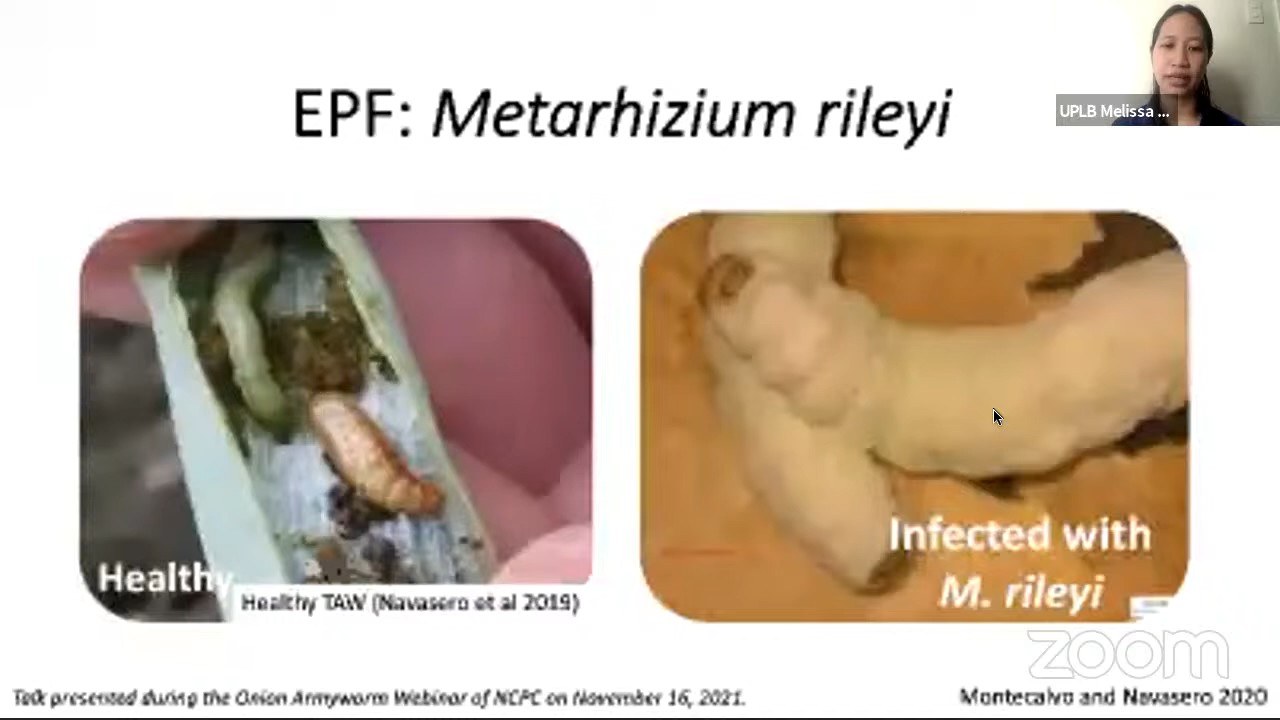 UPLB Melissa ...
EPF: Metarhizium rileyi
Healthy
Healthy TAW (Navasero et al 2019)
Infected with
M. rileyi
zoom
Talk presented during the Onion Armyworm Webinar of NCPC on November 16, 2021.
Montecalvo and Navasero 2020